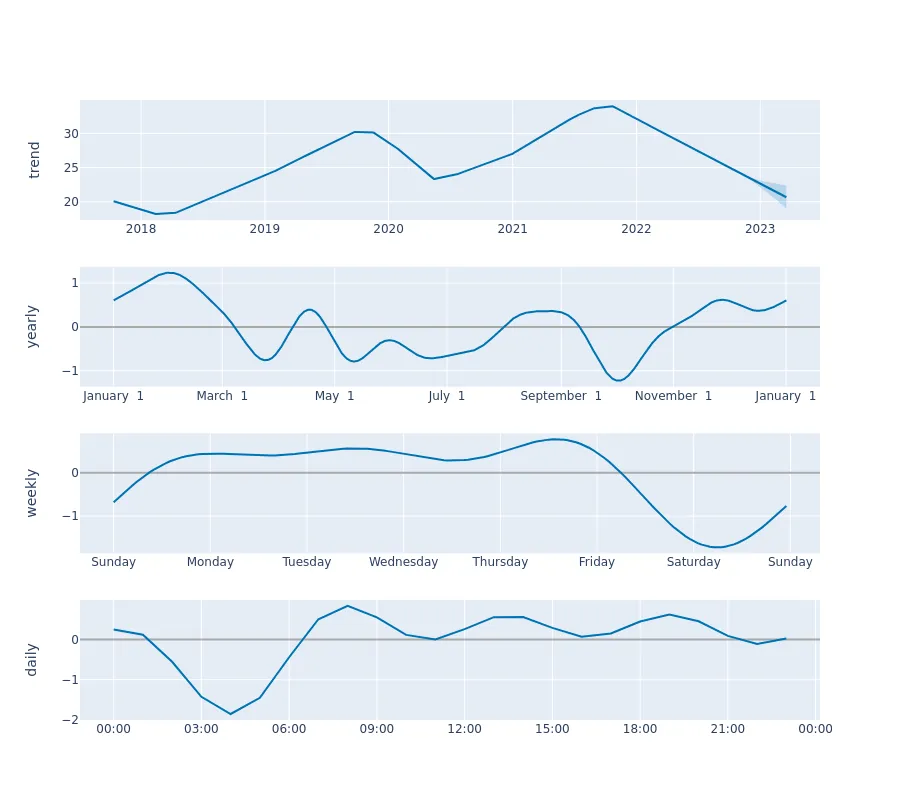 trend
30
25
20
2018 2019 2020 2021 2022 2023
yearly
1
0
−1
January 1 March 1 May 1 July 1 September 1 November 1 January 1
weekly
0
−1
Sunday Monday Tuesday Wednesday Thursday Friday Saturday Sunday
daily
0
−1
−2
00:00 03:00 06:00 09:00 12:00 15:00 18:00 21:00 00:00